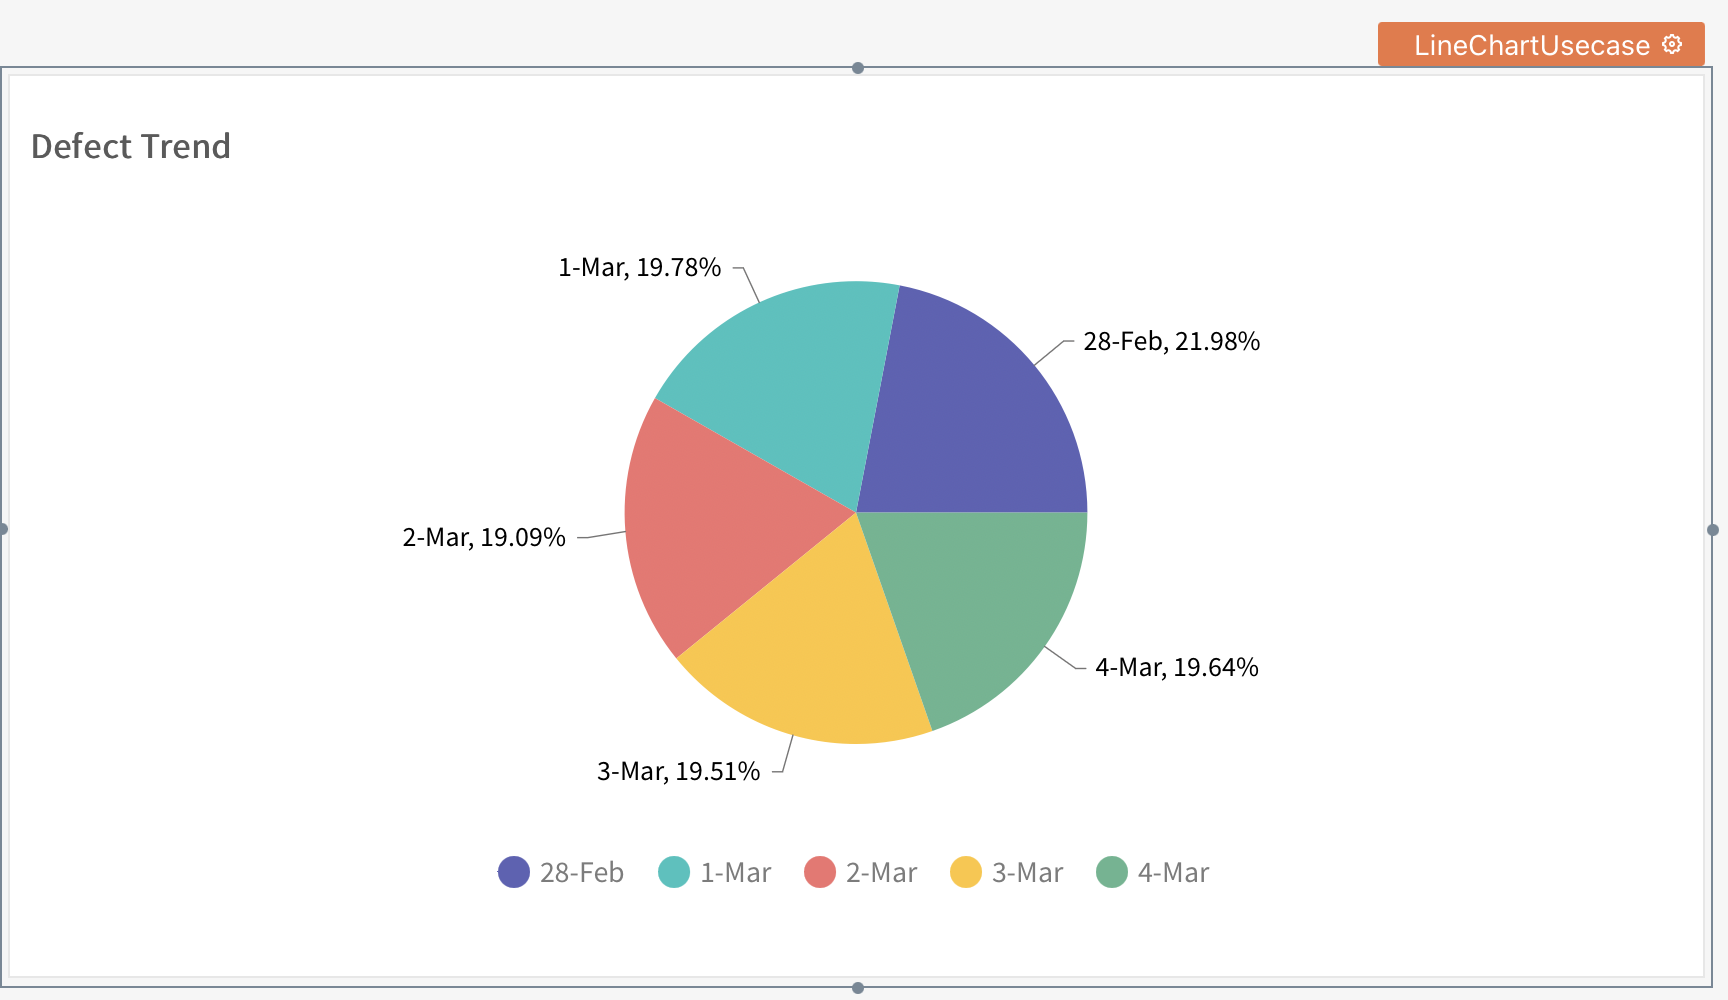 LineChartUsecase
Defect Trend
1-Mar, 19.78%
28-Feb, 21.98%
2-Mar, 19.09%
4-Mar, 19.64%
3-Mar, 19.51%
28-Feb 1-Mar 2-Mar 3-Mar 4-Mar